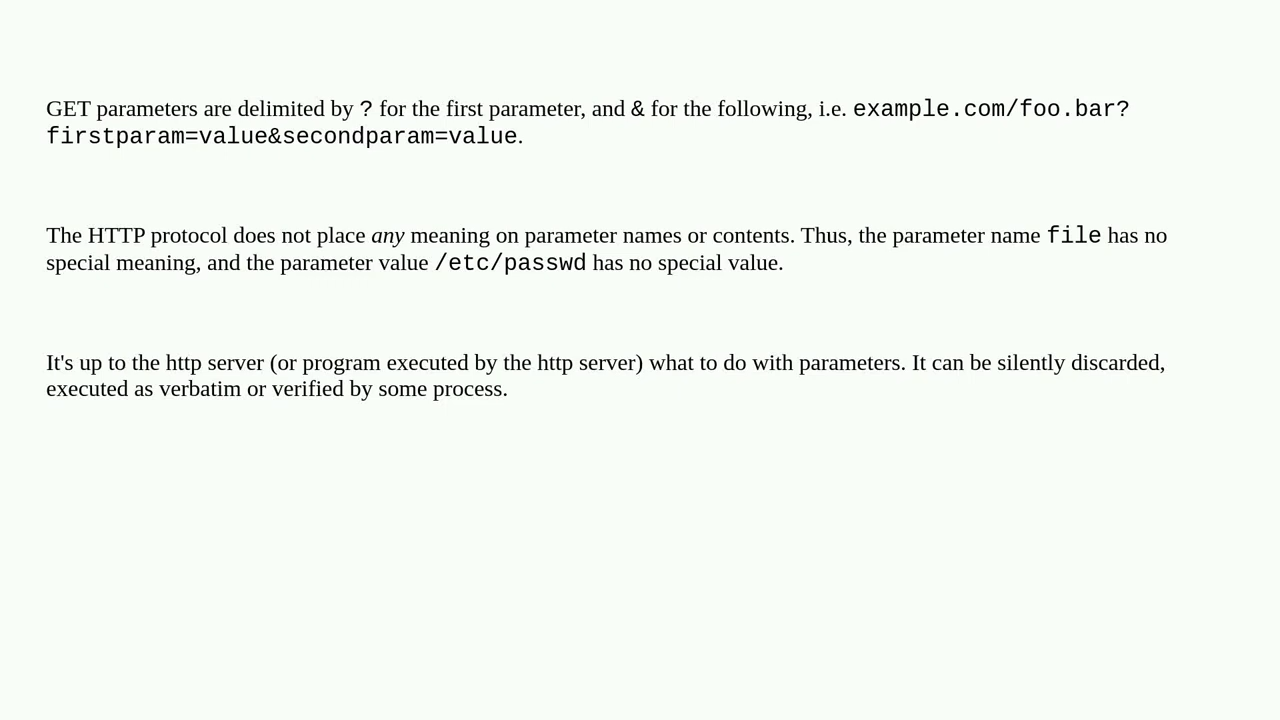 GET parameters are delimited by ? for the first parameter, and & for the following, i.e. example.com/foo.bar?
firstparam=value&secondparam=value.
The HTTP protocol does not place any meaning on parameter names or contents. Thus, the parameter name file has no
special meaning, and the parameter value /etc/passwd has no special value.
It's up to the http server (or program executed by the http server) what to do with parameters. It can be silently discarded,
executed as verbatim or verified by some process.